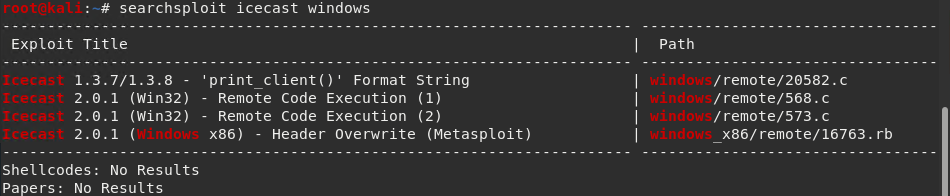 root@kali:~# searchsploit icecast windows
--------------------------------------------------------------------- ---------------------------------
 Exploit Title | Path
--------------------------------------------------------------------- ---------------------------------
Icecast 1.3.7/1.3.8 - 'print_client()' Format String | windows/remote/20582.c
Icecast 2.0.1 (Win32) - Remote Code Execution (1) | windows/remote/568.c
Icecast 2.0.1 (Win32) - Remote Code Execution (2) | windows/remote/573.c
Icecast 2.0.1 (Windows x86) - Header Overwrite (Metasploit) | windows_x86/remote/16763.rb
--------------------------------------------------------------------- ---------------------------------
Shellcodes: No Results
Papers: No Results